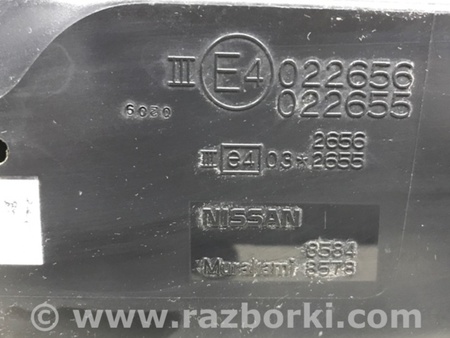 III E4 022656
022655
6030
2656
III e4 03*2655
NISSAN
8584
Murakami 8578
www.razborki.com